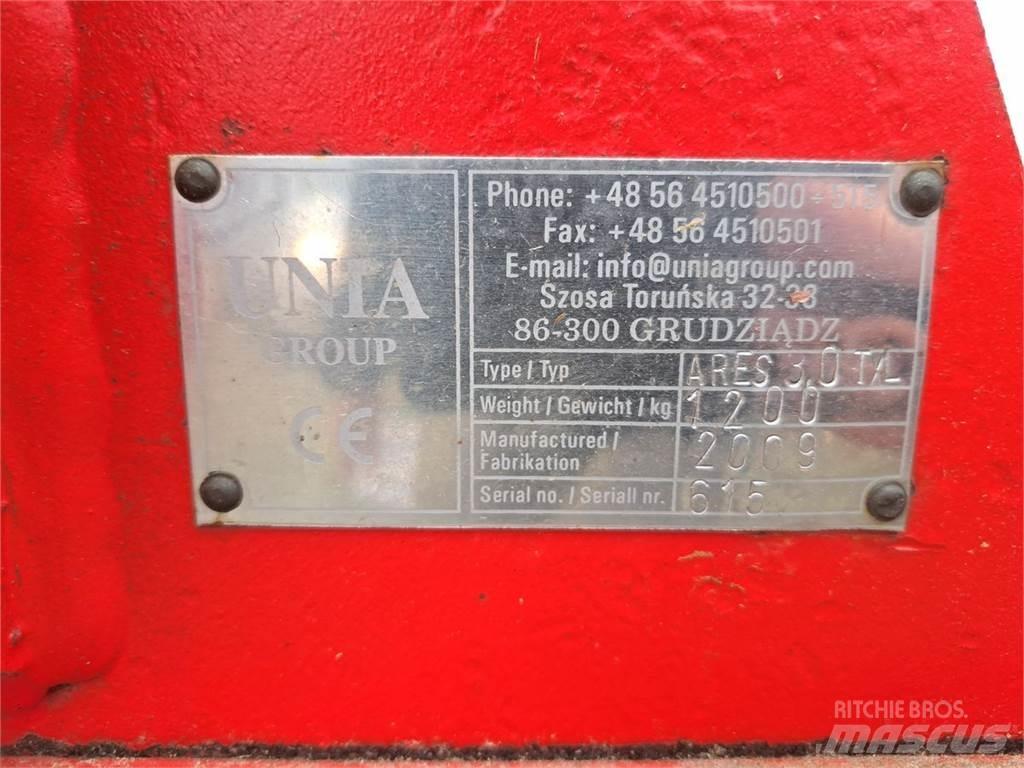 UNIA
GROUP
CE
Phone: +48 56 4510500 ÷ 515
Fax: +48 56 4510501
E-mail: info@uniagroup.com
Szosa Toruńska 32-38
86-300 GRUDZIĄDZ
Type / Typ ARES 3,0 T/L
Weight / Gewicht / kg 1200
Manufactured / Fabrikation 2009
Serial no. / Seriall nr. 615
RITCHIE BROS.
MASCUS